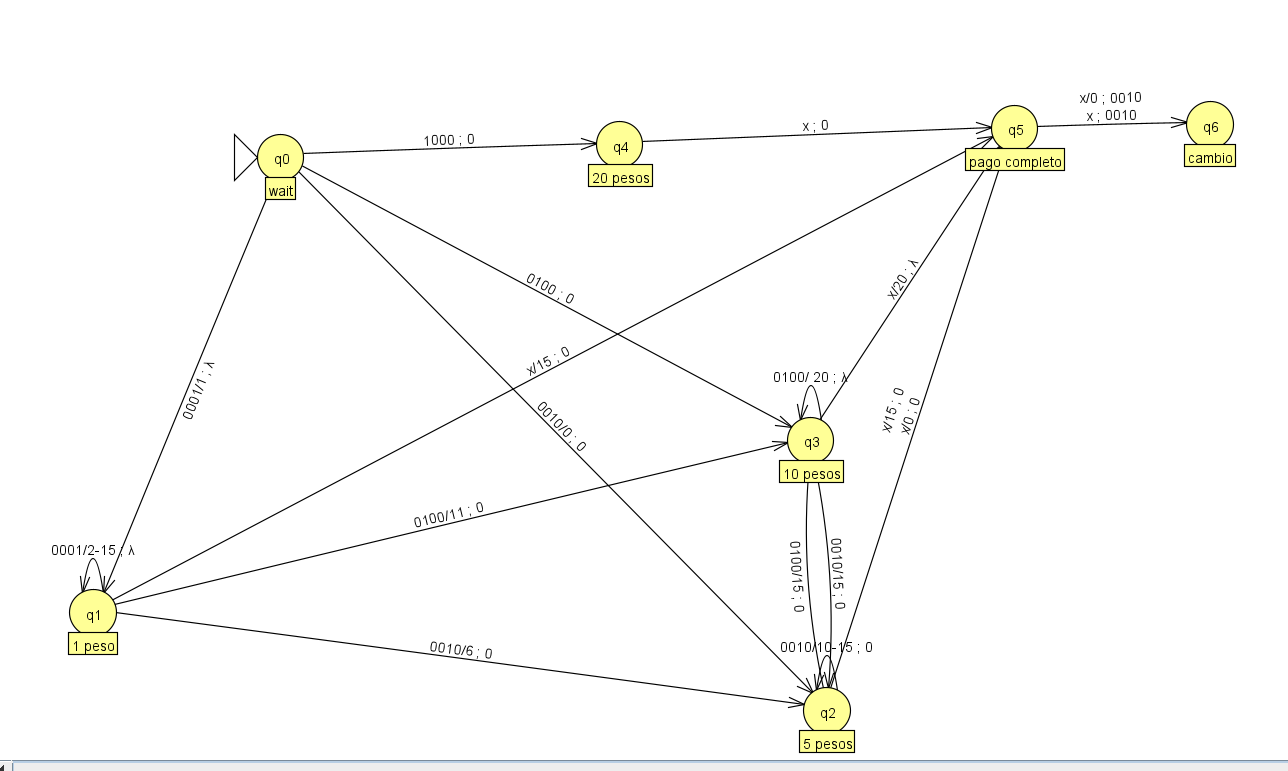 x/0 ; 0010
x ; 0010
q6
cambio
q5
pago completo
x ; 0
q4
20 pesos
1000 ; 0
q0
wait
0100 ; 0
x/20 ; λ
x/15 ; 0
0001/1 ; λ
0100/ 20 ; λ
x/15 ; 0
x/0 ; 0
0010/0 ; 0
q3
10 pesos
0100/11 ; 0
0001/2-15 ; λ
0100/15 ; 0
0010/15 ; 0
q1
1 peso
0010/6 ; 0
0010/10-15 ; 0
q2
5 pesos